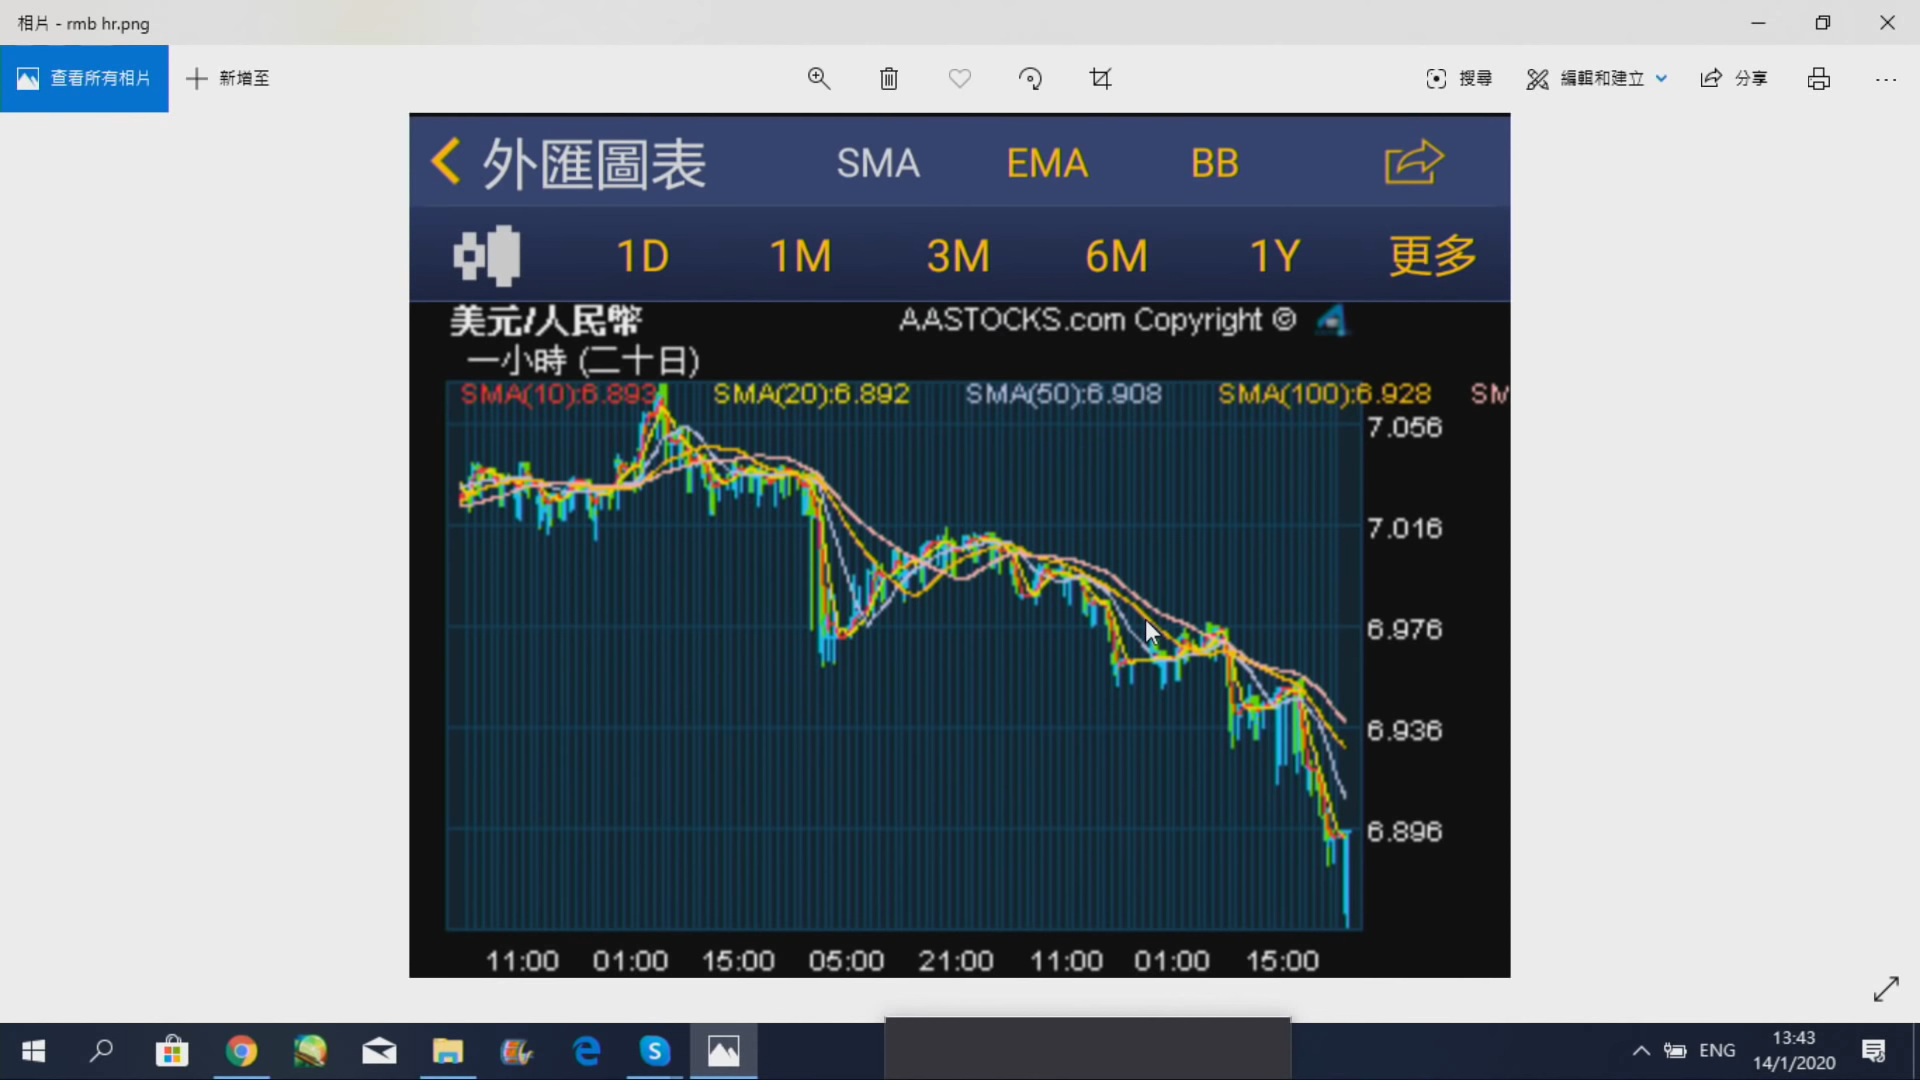 相片 - rmb hr.png
查看所有相片 新增至 搜尋 編輯和建立 分享
外匯圖表 SMA EMA BB
1D 1M 3M 6M 1Y 更多
美元/人民幣 AASTOCKS.com Copyright ©
一小時 (二十日)
SMA(10):6.893 SMA(20):6.892 SMA(50):6.908 SMA(100):6.928 SM
7.056
7.016
6.976
6.936
6.896
11:00 01:00 15:00 05:00 21:00 11:00 01:00 15:00
ENG 13:43
14/1/2020